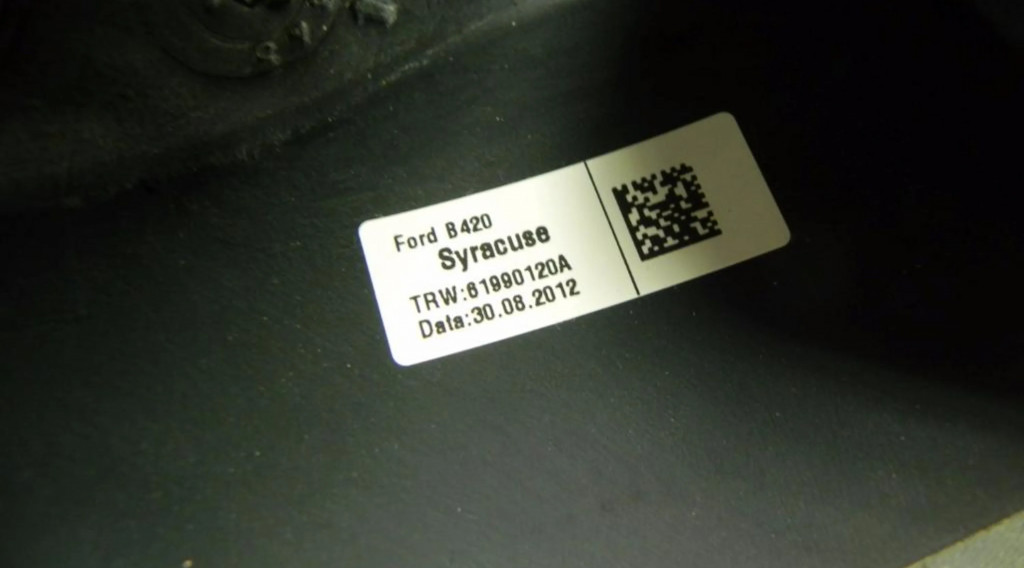 Ford B420
Syracuse
TRW:61990120A
Data:30.08.2012